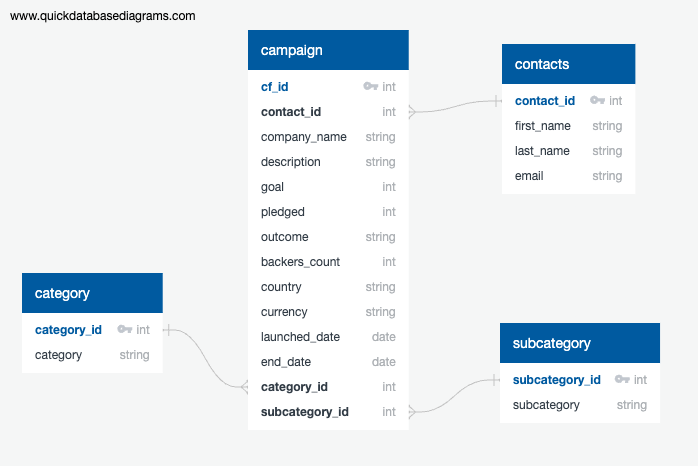 www.quickdatabasediagrams.com
campaign
cf_id int
contact_id int
company_name string
description string
goal int
pledged int
outcome string
backers_count int
country string
currency string
launched_date date
end_date date
category_id int
subcategory_id int
contacts
contact_id int
first_name string
last_name string
email string
category
category_id int
category string
subcategory
subcategory_id int
subcategory string